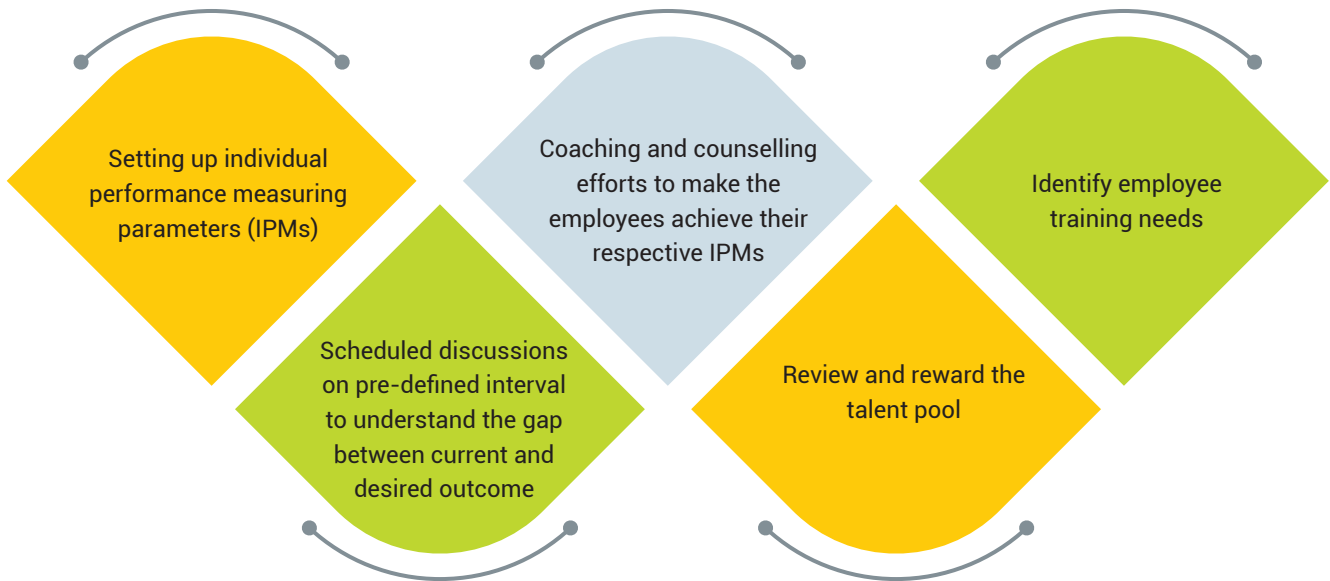 Setting up individual
performance measuring
parameters (IPMs)
Scheduled discussions
on pre-defined interval
to understand the gap
between current and
desired outcome
Coaching and counselling
efforts to make the
employees achieve their
respective IPMs
Review and reward the
talent pool
Identify employee
training needs